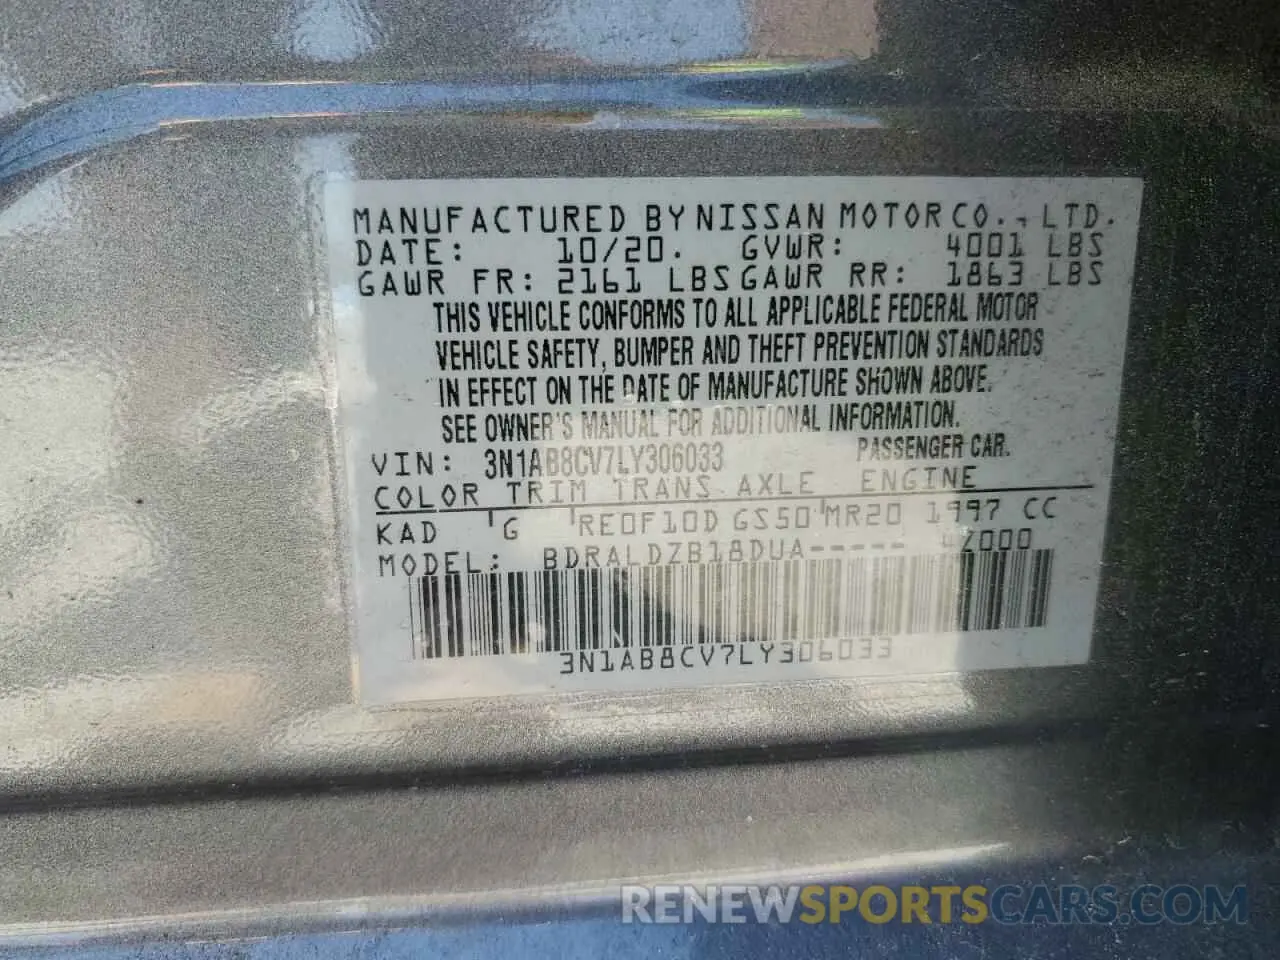 MANUFACTURED BY NISSAN MOTOR CO., LTD.
DATE: 10/20. GVWR: 4001 LBS
GAWR FR: 2161 LBS GAWR RR: 1863 LBS
THIS VEHICLE CONFORMS TO ALL APPLICABLE FEDERAL MOTOR
VEHICLE SAFETY, BUMPER AND THEFT PREVENTION STANDARDS
IN EFFECT ON THE DATE OF MANUFACTURE SHOWN ABOVE.
SEE OWNER'S MANUAL FOR ADDITIONAL INFORMATION.
VIN: 3N1AB8CV7LY306033 PASSENGER CAR.
COLOR TRIM TRANS AXLE ENGINE
KAD G RE0F10D GS50 MR20 1997 CC
MODEL: BDRALDZB18DUA----- 4Z000
3N1AB8CV7LY306033
RENEWSPORTSCARS.COM